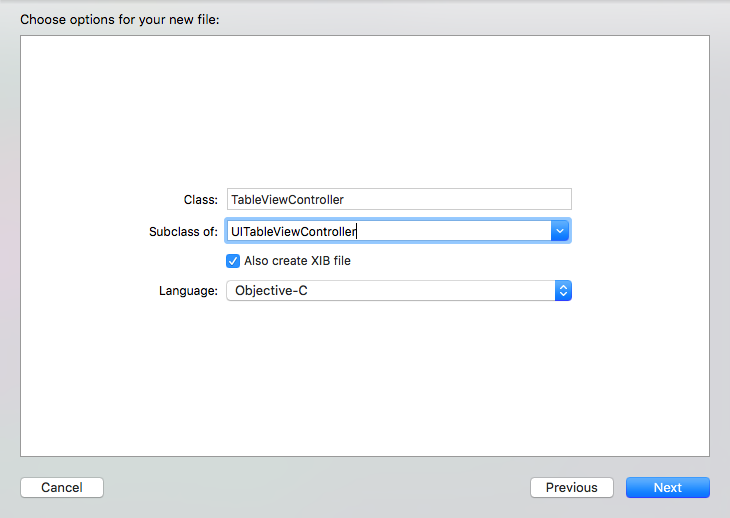 Choose options for your new file:
Class: TableViewController
Subclass of: UITableViewController
Also create XIB file
Language: Objective-C
Cancel Previous Next